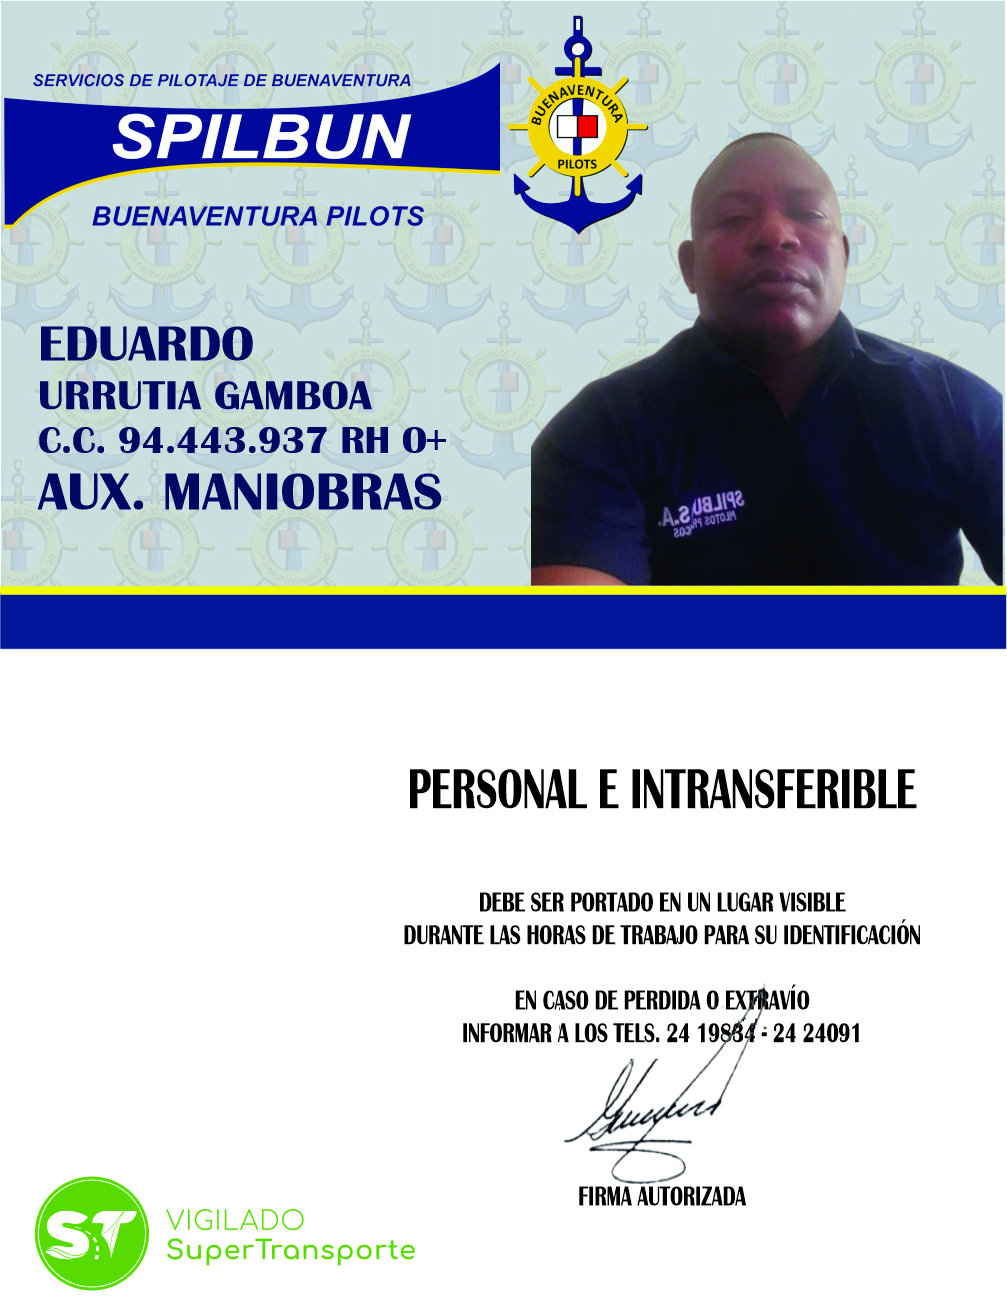 SERVICIOS DE PILOTAJE DE BUENAVENTURA
SPILBUN
BUENAVENTURA PILOTS
BUENAVENTURA
PILOTS
EDUARDO
URRUTIA GAMBOA
C.C. 94.443.937 RH O+
AUX. MANIOBRAS
SPILBUN S.A.
PILOTOS PRÁCTICOS
PERSONAL E INTRANSFERIBLE
DEBE SER PORTADO EN UN LUGAR VISIBLE
DURANTE LAS HORAS DE TRABAJO PARA SU IDENTIFICACIÓN
EN CASO DE PERDIDA O EXTRAVÍO
INFORMAR A LOS TELS. 24 19834 - 24 24091
FIRMA AUTORIZADA
ST
VIGILADO
SuperTransporte